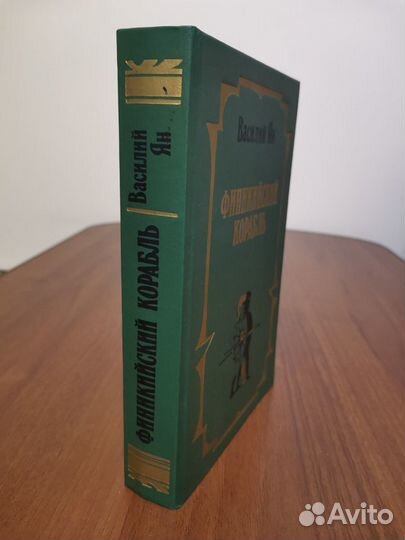 Василий Ян
ФИНИКИЙСКИЙ КОРАБЛЬ
Василий Ян
ФИНИКИЙСКИЙ
КОРАБЛЬ
Avito